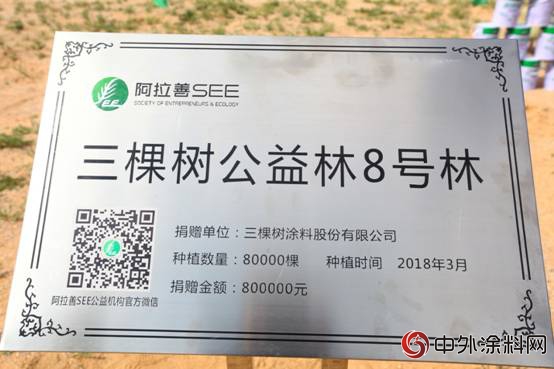 阿拉善SEE
SOCIETY OF ENTREPRENEURS & ECOLOGY
三棵树公益林8号林
捐赠单位：三棵树涂料股份有限公司
种植数量：80000棵 种植时间 2018年3月
捐赠金额：800000元
阿拉善SEE公益机构官方微信
中外涂料网